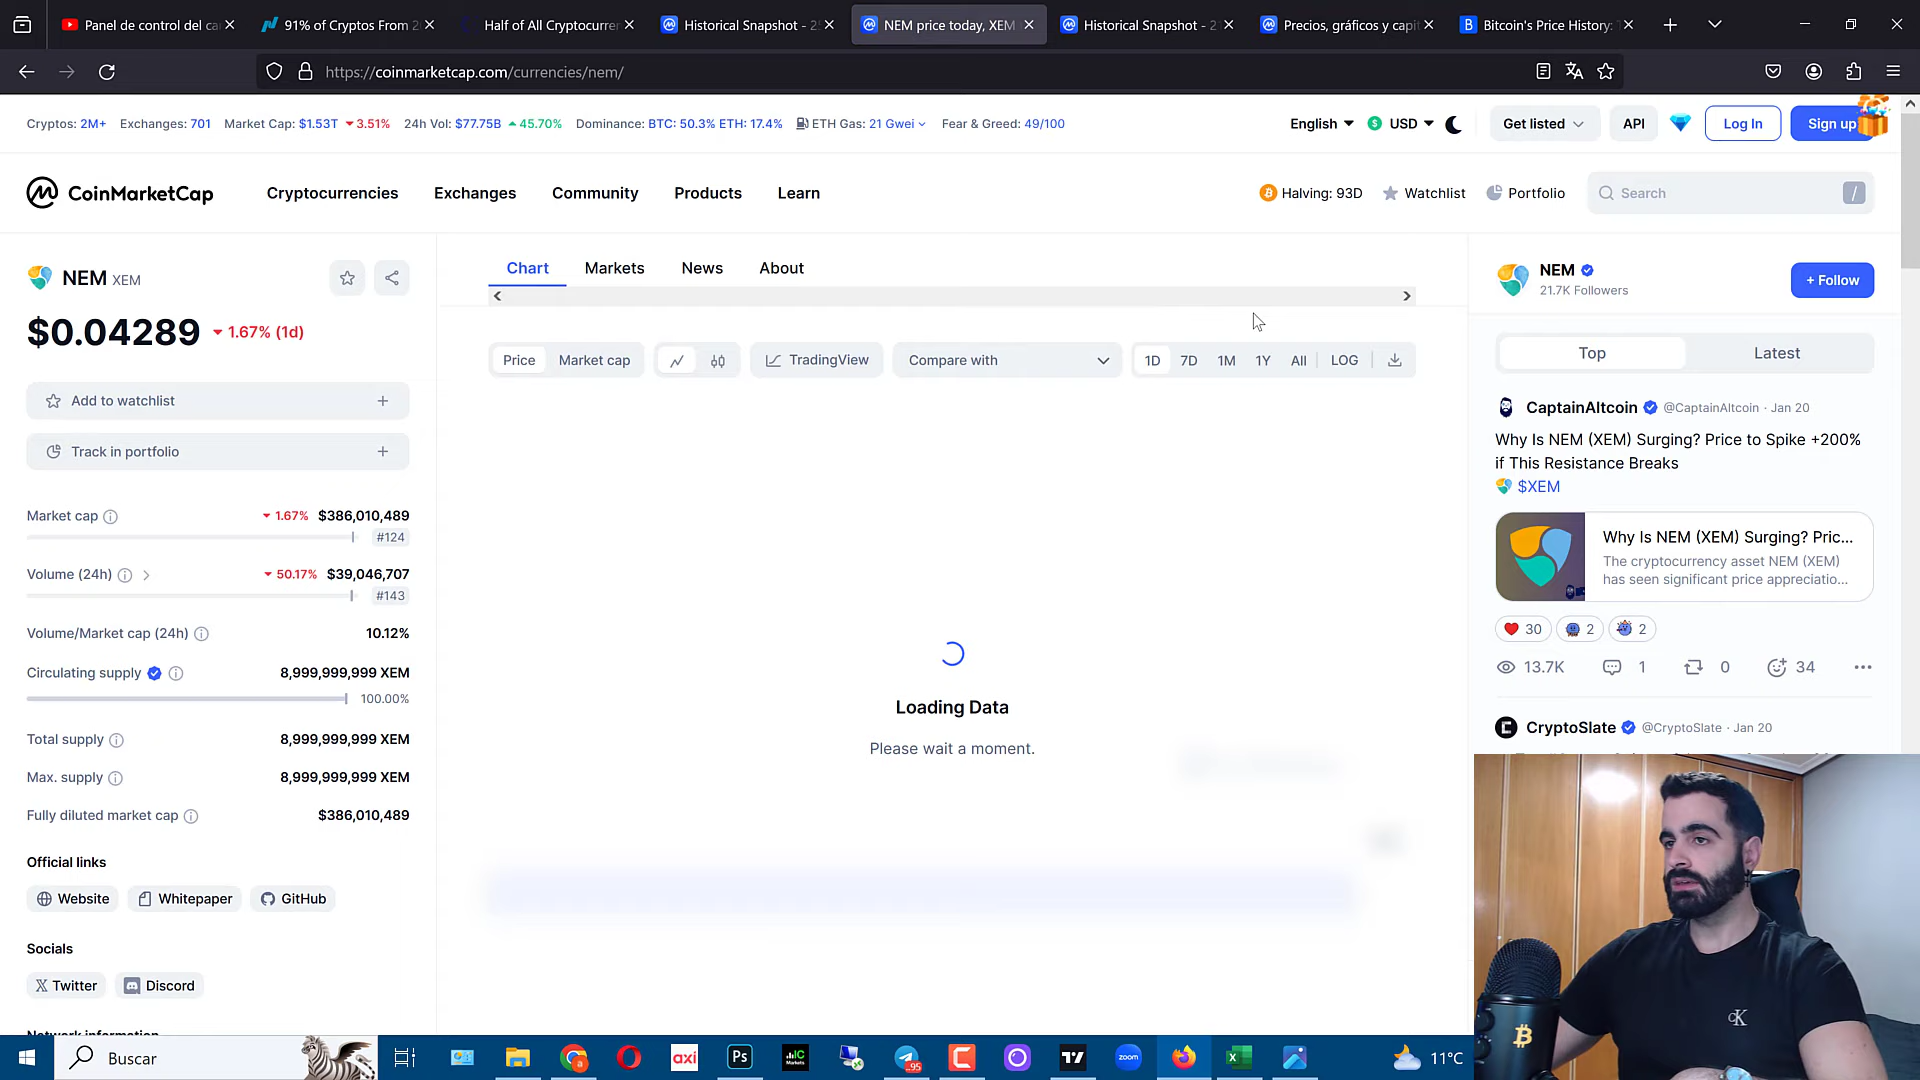 Panel de control del ca
91% of Cryptos From 2
Half of All Cryptocurre
Historical Snapshot - 2
NEM price today, XEM
Historical Snapshot - 2
Precios, gráficos y capit
Bitcoin's Price History:
https://coinmarketcap.com/currencies/nem/
Cryptos: 2M+ Exchanges: 701 Market Cap: $1.53T 3.51% 24h Vol: $77.75B 45.70% Dominance: BTC: 50.3% ETH: 17.4% ETH Gas: 21 Gwei Fear & Greed: 49/100
English USD Get listed API Log In Sign up
CoinMarketCap Cryptocurrencies Exchanges Community Products Learn
Halving: 93D Watchlist Portfolio Search /
NEM XEM
$0.04289 1.67% (1d)
Add to watchlist +
Track in portfolio +
Market cap 1.67% $386,010,489
#124
Volume (24h) 50.17% $39,046,707
#143
Volume/Market cap (24h) 10.12%
Circulating supply 8,999,999,999 XEM
100.00%
Total supply 8,999,999,999 XEM
Max. supply 8,999,999,999 XEM
Fully diluted market cap $386,010,489
Official links
Website Whitepaper GitHub
Socials
Twitter Discord
Network information
Chart Markets News About
Price Market cap TradingView Compare with 1D 7D 1M 1Y All LOG
Loading Data
Please wait a moment.
NEM
21.7K Followers
+ Follow
Top Latest
CaptainAltcoin @CaptainAltcoin · Jan 20
Why Is NEM (XEM) Surging? Price to Spike +200%
if This Resistance Breaks
$XEM
Why Is NEM (XEM) Surging? Pric...
The cryptocurrency asset NEM (XEM)
has seen significant price appreciatio...
30 2 2
13.7K 1 0 34
CryptoSlate @CryptoSlate · Jan 20
cK
Buscar
axi
Ps
IC
Markets
95
zoom
11°C